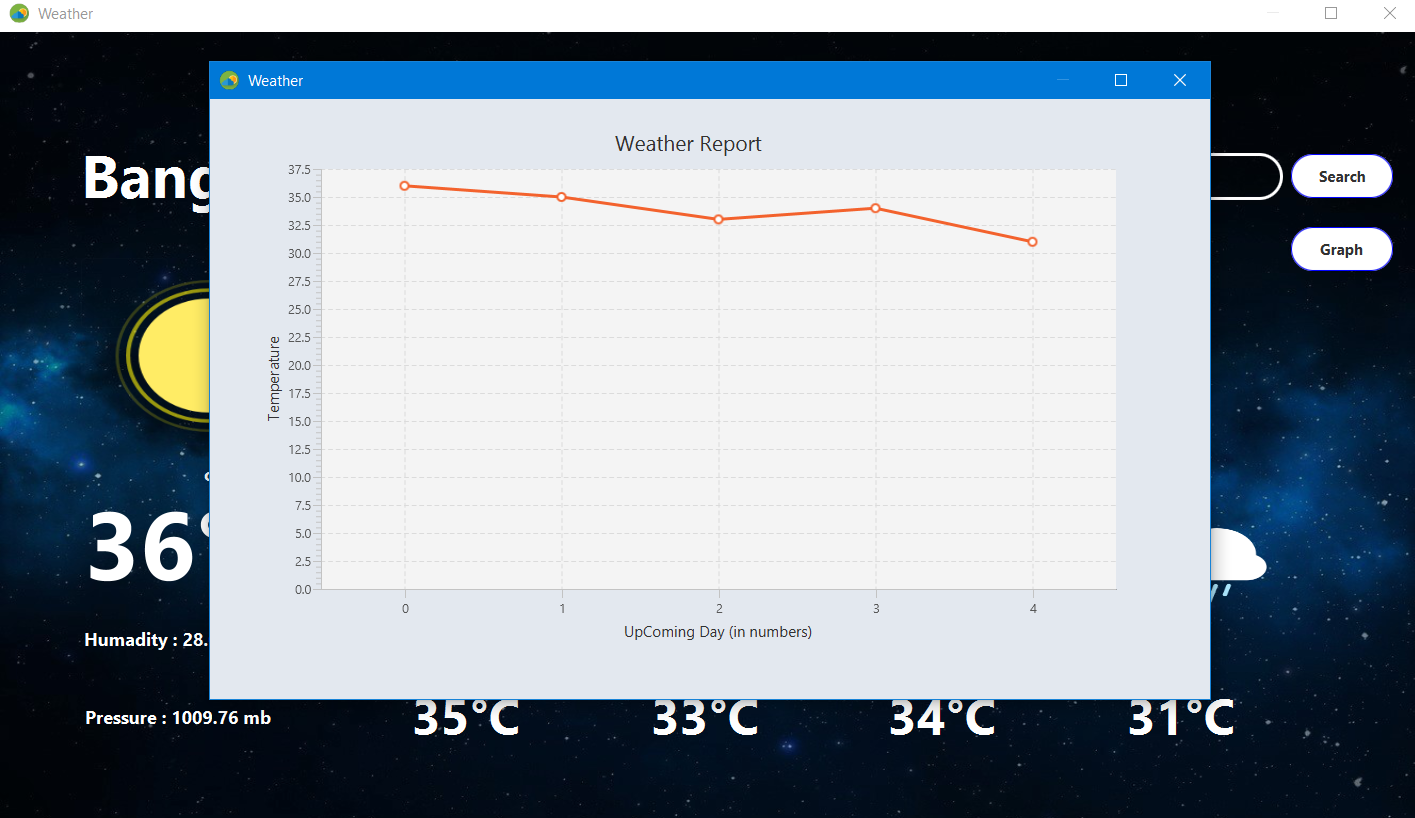 Weather
Weather
Weather Report
37.5
35.0
32.5
30.0
27.5
25.0
22.5
20.0
17.5
15.0
12.5
10.0
7.5
5.0
2.5
0.0
Temperature
0 1 2 3 4
UpComing Day (in numbers)
Search
Graph
36°
Humadity : 28.
Pressure : 1009.76 mb
35°C 33°C 34°C 31°C